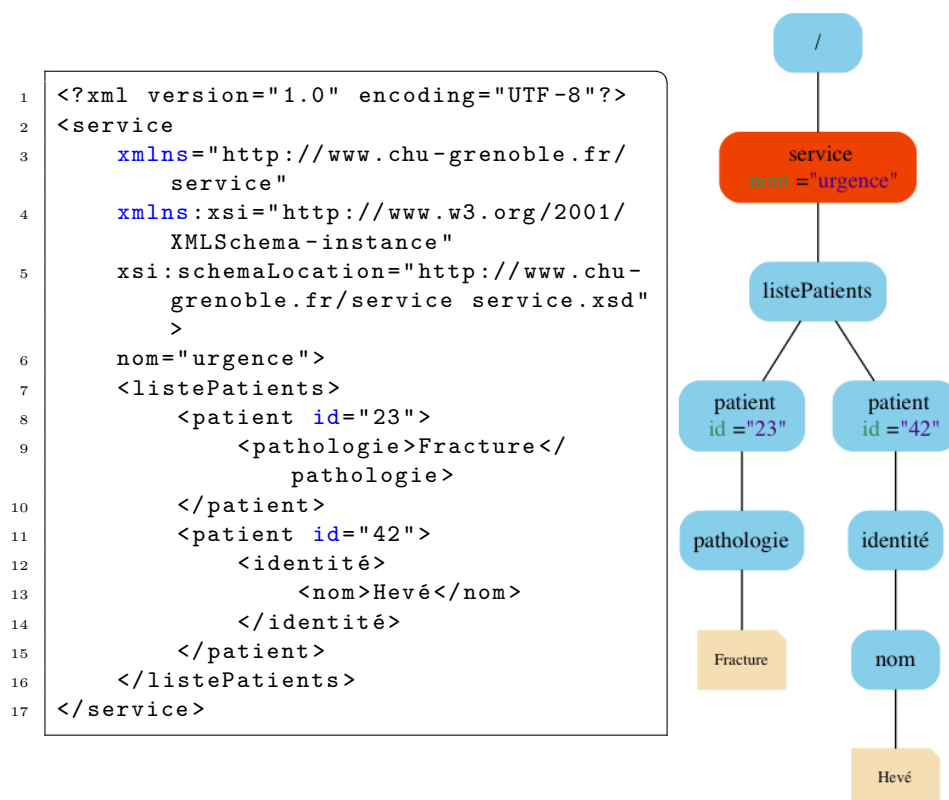 1 <?xml version="1.0" encoding="UTF-8"?>
2 <service
3 xmlns="http://www.chu-grenoble.fr/
service"
4 xmlns:xsi="http://www.w3.org/2001/
XMLSchema-instance"
5 xsi:schemaLocation="http://www.chu-
grenoble.fr/service service.xsd"
>
6 nom="urgence">
7 <listePatients>
8 <patient id="23">
9 <pathologie>Fracture</
pathologie>
10 </patient>
11 <patient id="42">
12 <identité>
13 <nom>Hevé</nom>
14 </identité>
15 </patient>
16 </listePatients>
17 </service>
/
service
nom ="urgence"
listePatients
patient
id ="23"
patient
id ="42"
pathologie
identité
Fracture
nom
Hevé